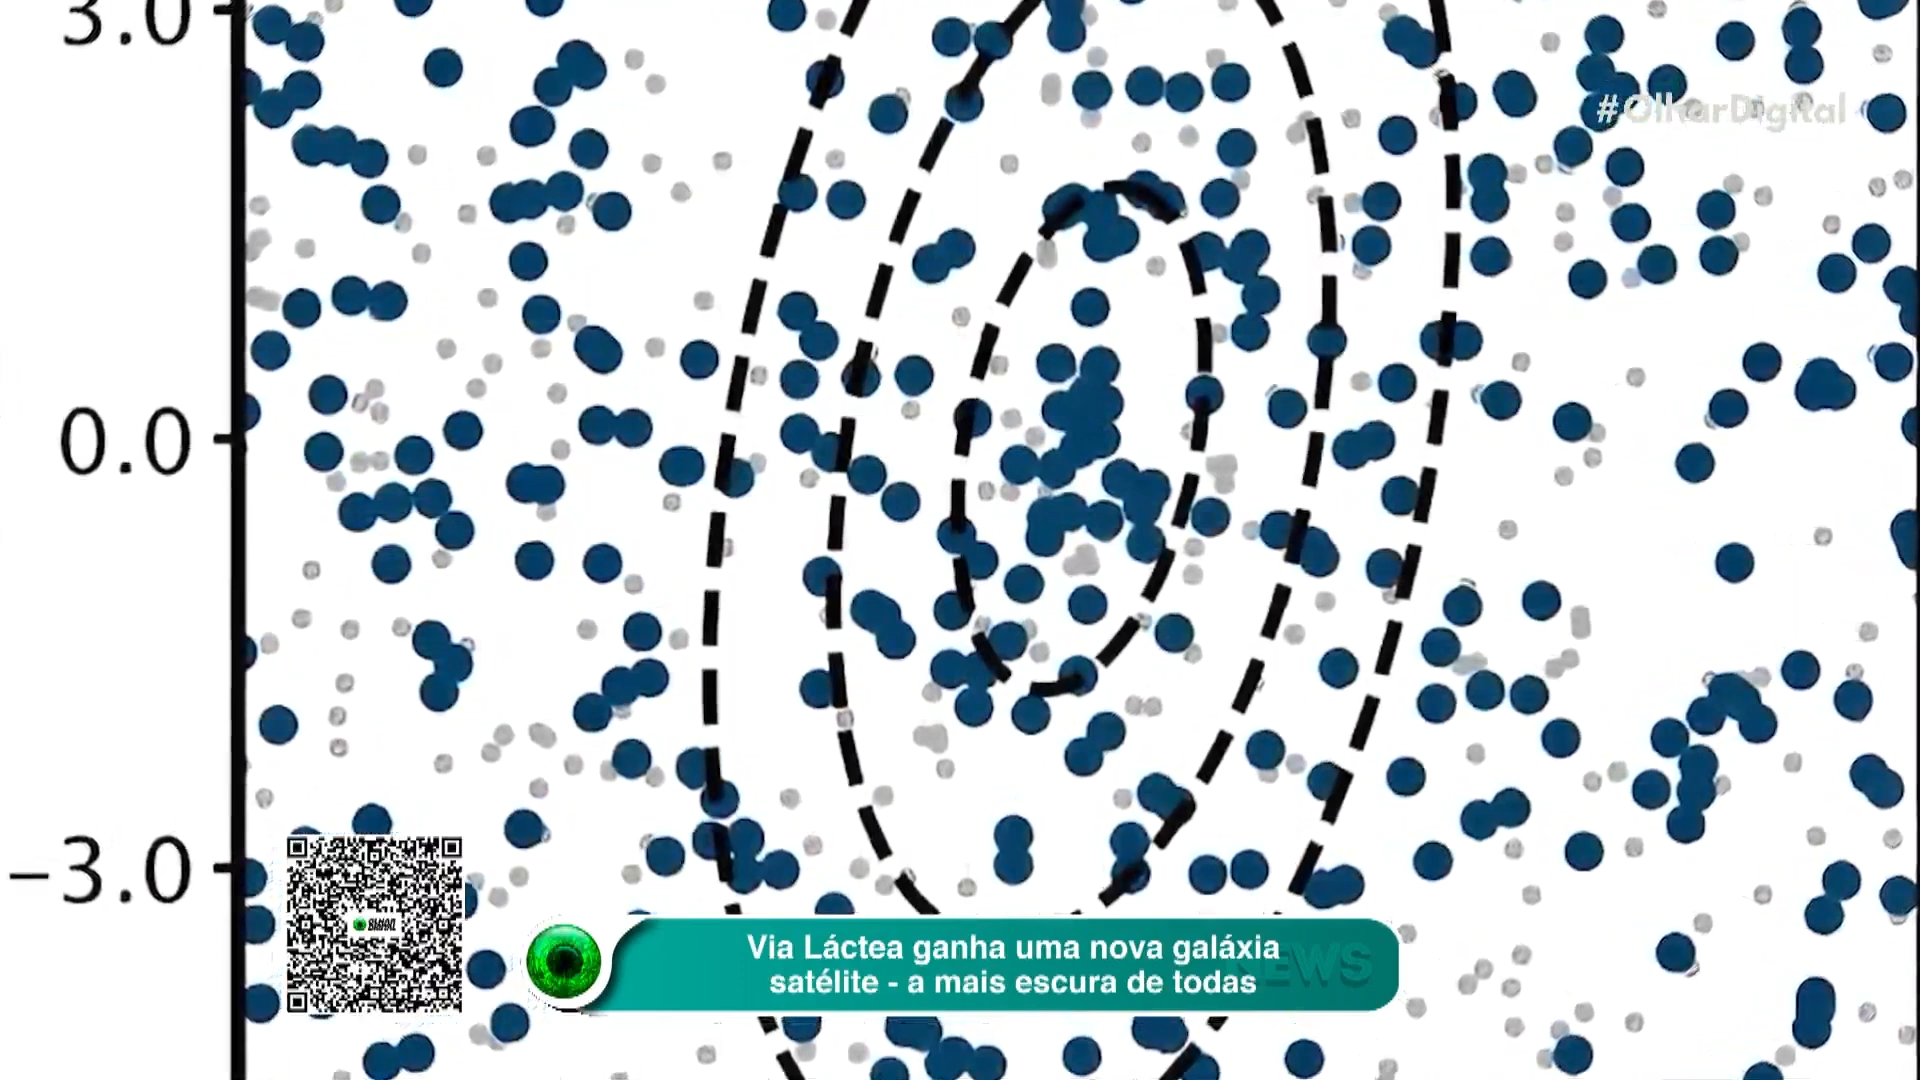 3.0
#OlharDigital
0.0
−3.0
Via Láctea ganha uma nova galáxia
satélite - a mais escura de todas